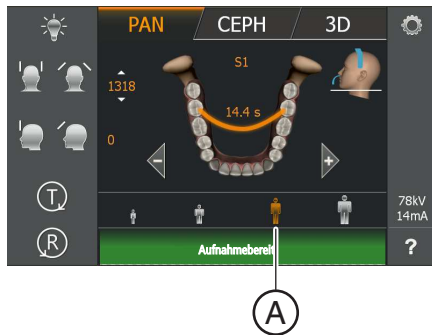 PAN
CEPH
3D
S1
1318
14.4 s
0
78kV
14mA
T
R
Aufnahmebereit
?
A